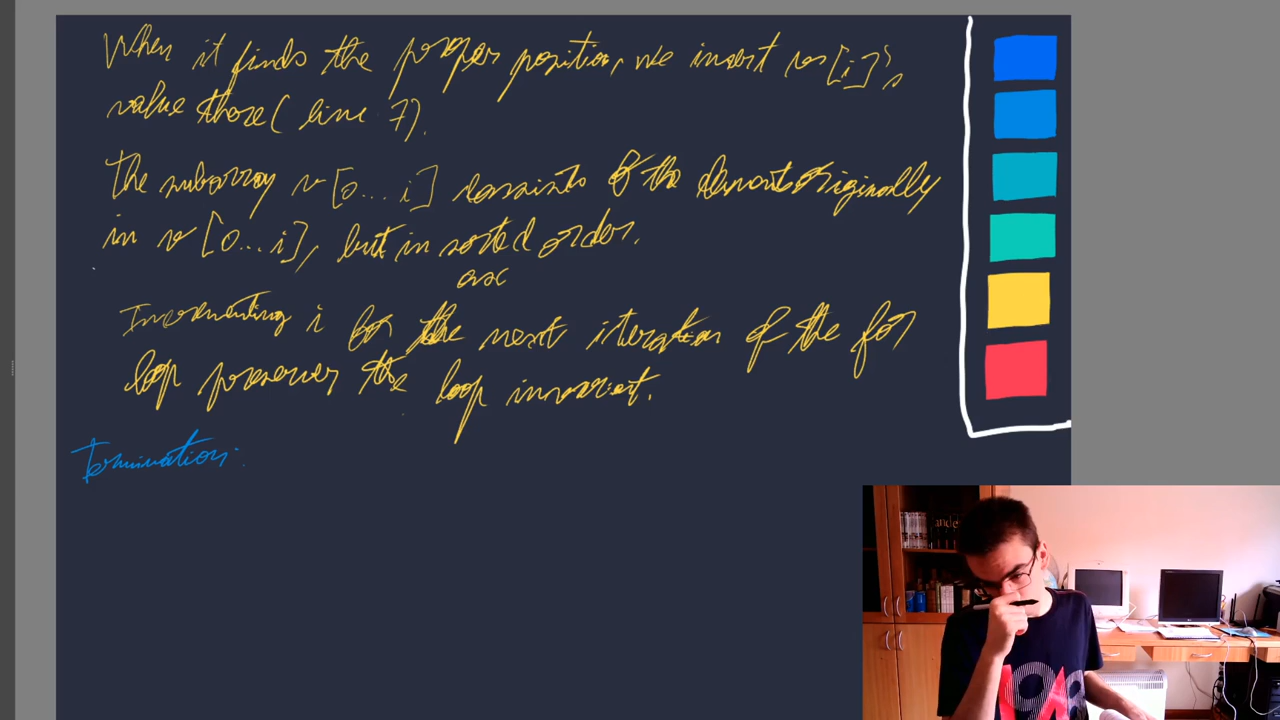 When it finds the proper position, we insert v[i]'s
value there (line 7).
The subarray v[0...i] consists of the elements originally
in v[0...i], but in sorted order.
asc
Incrementing i for the next iteration of the for
loop preserves the loop invariant.
Termination: